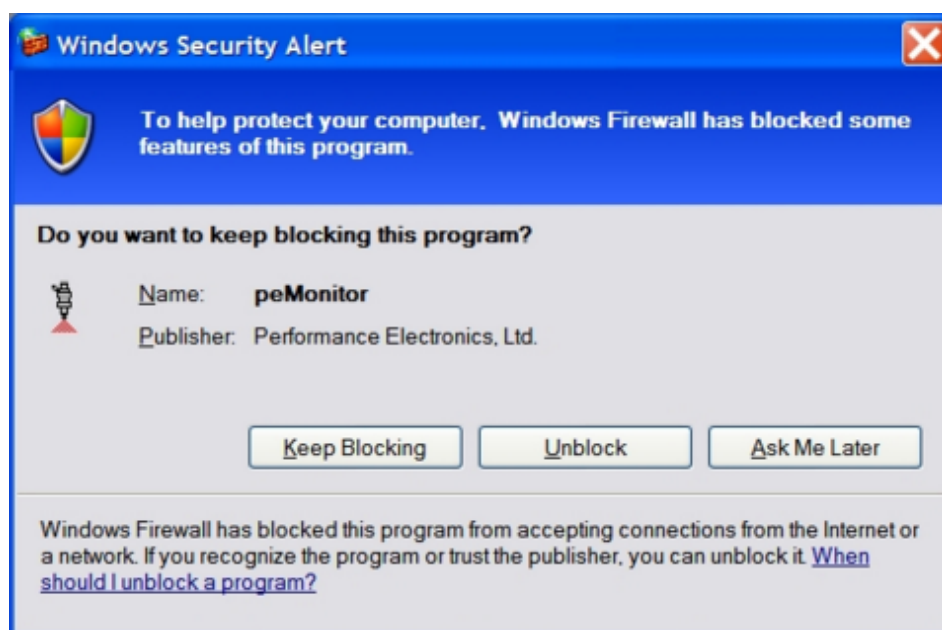 Windows Security Alert
To help protect your computer, Windows Firewall has blocked some
features of this program.
Do you want to keep blocking this program?
Name: peMonitor
Publisher: Performance Electronics, Ltd.
Keep Blocking Unblock Ask Me Later
Windows Firewall has blocked this program from accepting connections from the Internet or
a network. If you recognize the program or trust the publisher, you can unblock it. When
should I unblock a program?